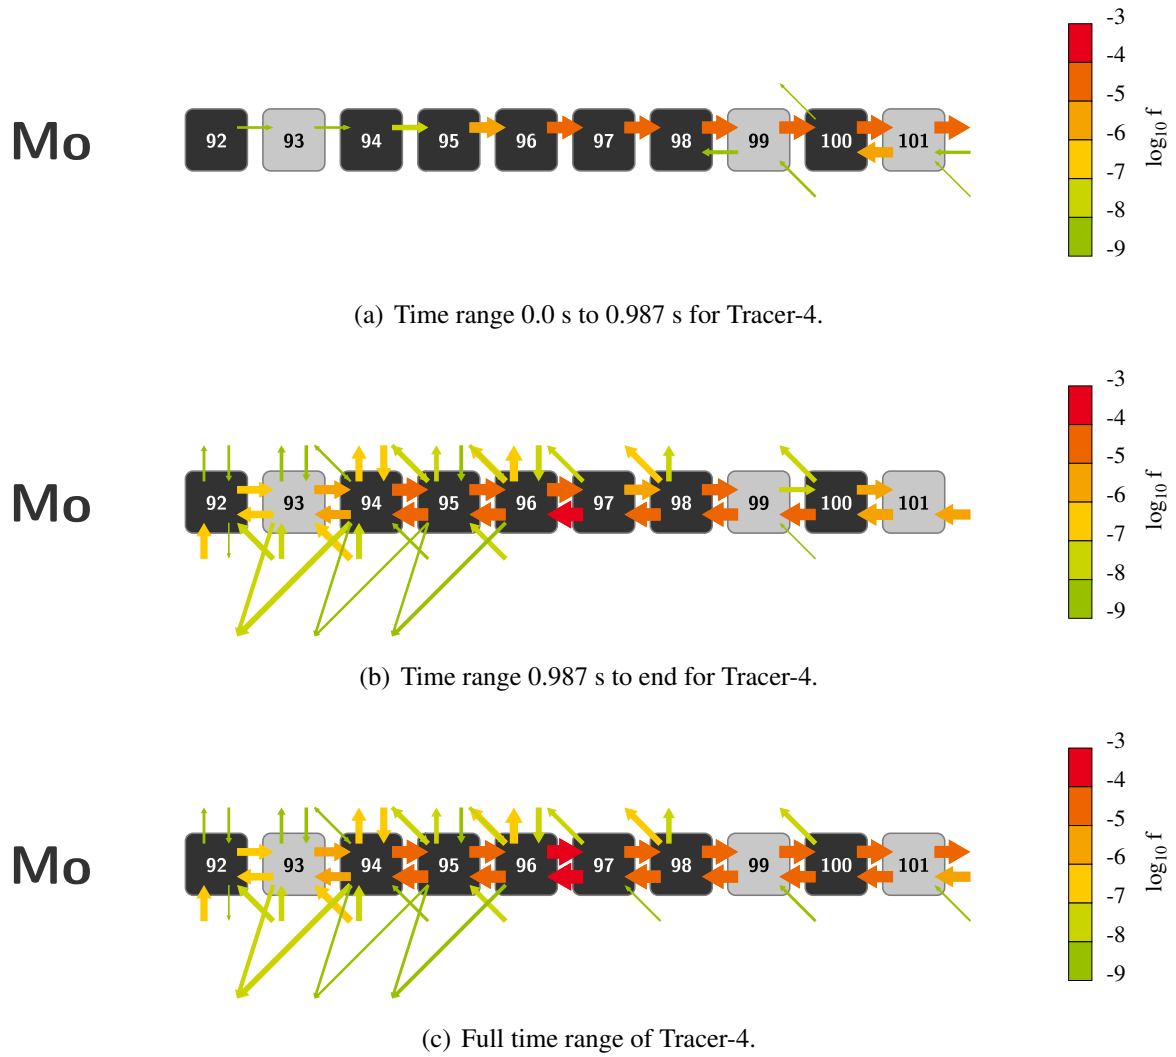 -3
-4
-5
-6
-7
-8
-9
log₁₀ f
Mo
92 93 94 95 96 97 98 99 100 101
(a) Time range 0.0 s to 0.987 s for Tracer-4.
-3
-4
-5
-6
-7
-8
-9
log₁₀ f
Mo
92 93 94 95 96 97 98 99 100 101
(b) Time range 0.987 s to end for Tracer-4.
-3
-4
-5
-6
-7
-8
-9
log₁₀ f
Mo
92 93 94 95 96 97 98 99 100 101
(c) Full time range of Tracer-4.